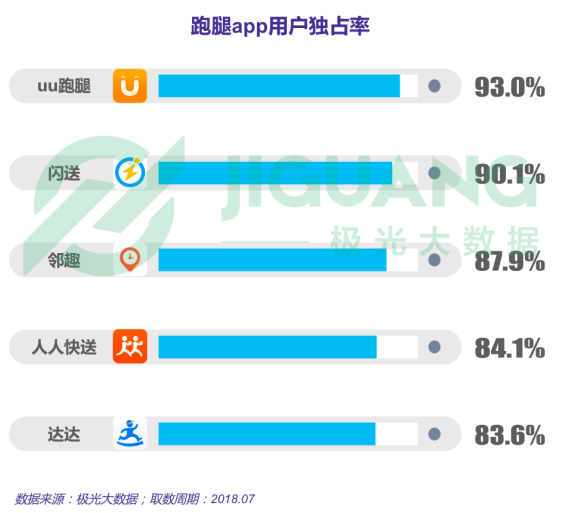 跑腿app用户独占率
uu跑腿 93.0%
闪送 90.1%
JIGUANG
极光大数据
邻趣 87.9%
人人快送 84.1%
达达 83.6%
数据来源：极光大数据；取数周期：2018.07